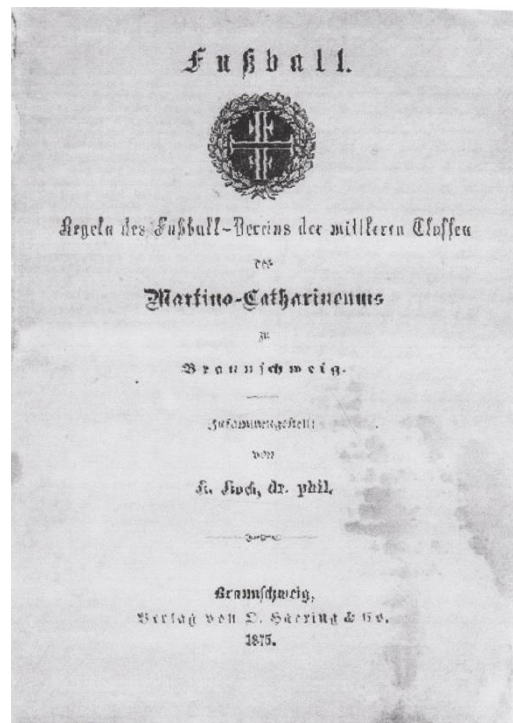 Fußball.
Regeln des Fußball-Vereins der mittleren Classen
des
Martino-Catharineums
zu
Braunschweig.
Zusammengestellt
von
K. Koch, dr. phil.
Braunschweig,
Verlag von D. Haering & Co.
1875.